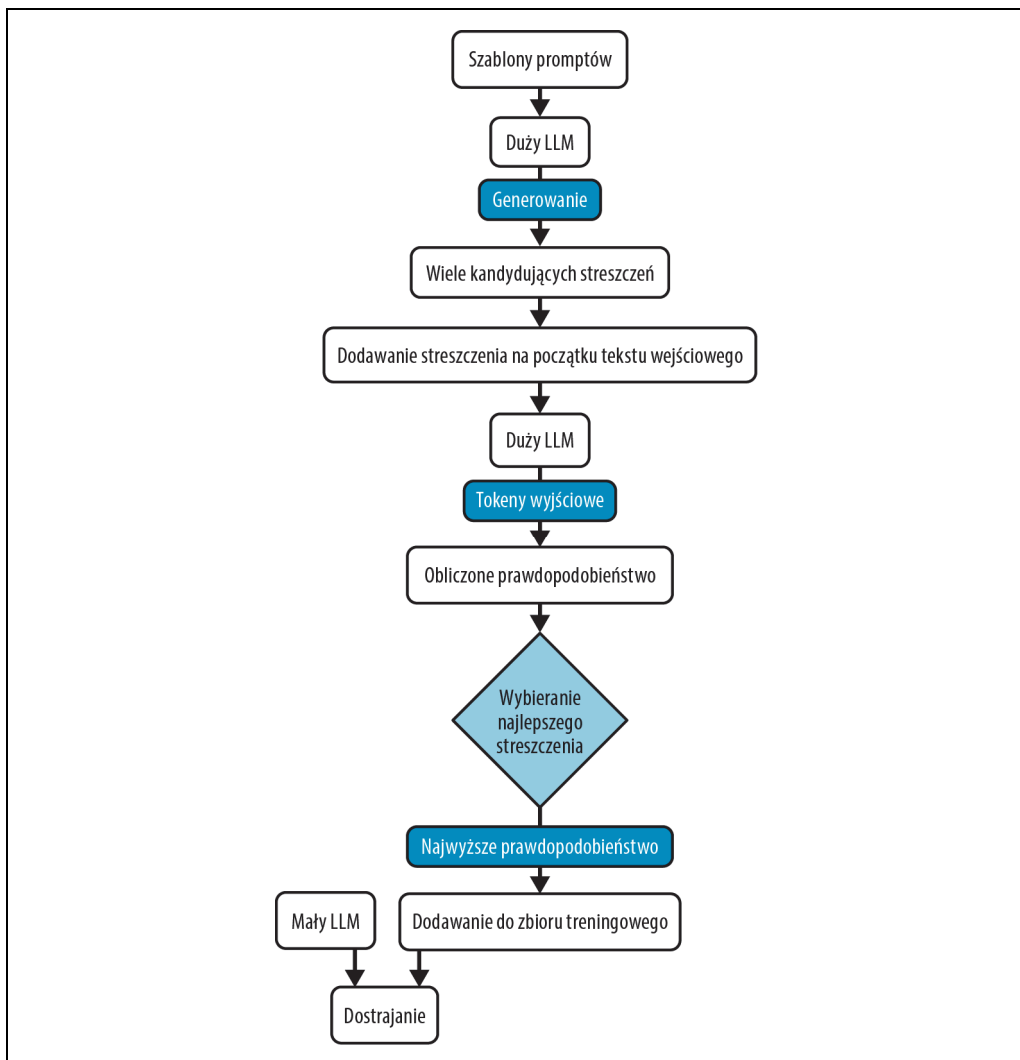 Szablony promptów
Duży LLM
Generowanie
Wiele kandydujących streszczeń
Dodawanie streszczenia na początku tekstu wejściowego
Duży LLM
Tokeny wyjściowe
Obliczone prawdopodobieństwo
Wybieranie
najlepszego
streszczenia
Najwyższe prawdopodobieństwo
Mały LLM
Dodawanie do zbioru treningowego
Dostrajanie